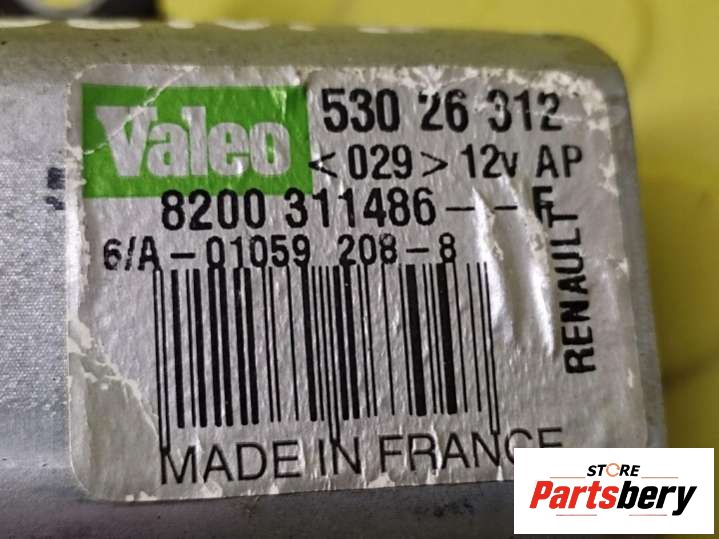 Valeo
530 26 312
<029> 12v AP
8200 311486--F
6/A-01059 208-8
RENAULT
MADE IN FRANCE
STORE
Partsbery